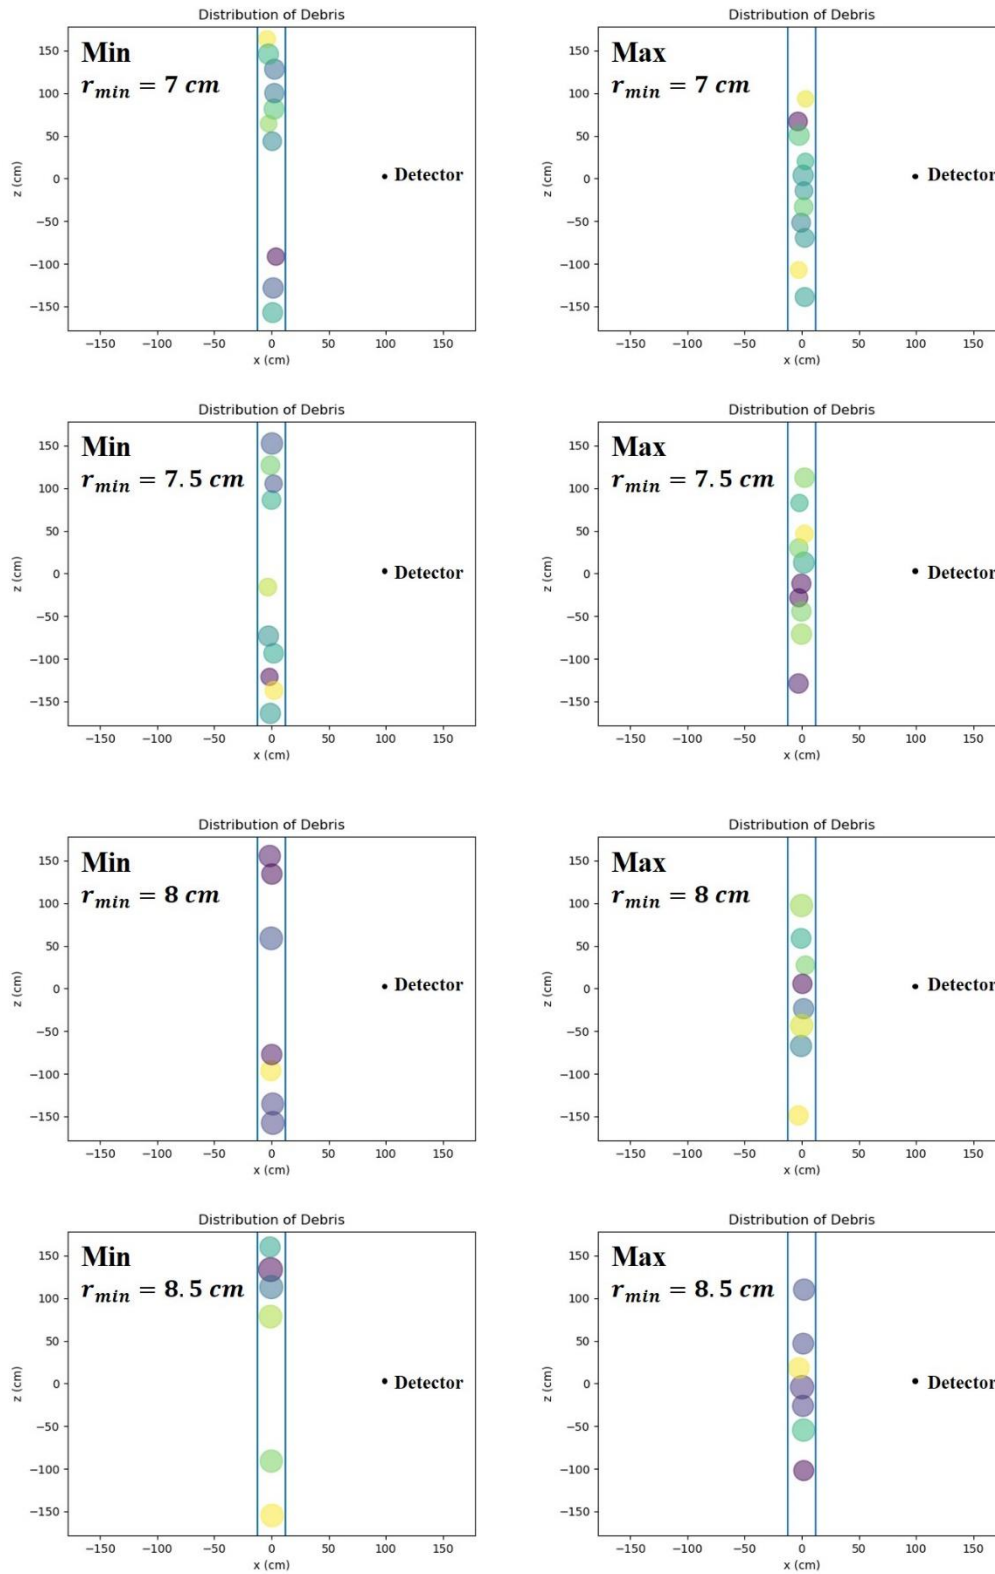 Distribution of Debris
Min
r_min = 7 cm
150
100
50
0
−50
−100
−150
z (cm)
Detector
−150 −100 −50 0 50 100 150
x (cm)
Distribution of Debris
Max
r_min = 7 cm
150
100
50
0
−50
−100
−150
z (cm)
Detector
−150 −100 −50 0 50 100 150
x (cm)
Distribution of Debris
Min
r_min = 7.5 cm
150
100
50
0
−50
−100
−150
z (cm)
Detector
−150 −100 −50 0 50 100 150
x (cm)
Distribution of Debris
Max
r_min = 7.5 cm
150
100
50
0
−50
−100
−150
z (cm)
Detector
−150 −100 −50 0 50 100 150
x (cm)
Distribution of Debris
Min
r_min = 8 cm
150
100
50
0
−50
−100
−150
z (cm)
Detector
−150 −100 −50 0 50 100 150
x (cm)
Distribution of Debris
Max
r_min = 8 cm
150
100
50
0
−50
−100
−150
z (cm)
Detector
−150 −100 −50 0 50 100 150
x (cm)
Distribution of Debris
Min
r_min = 8.5 cm
150
100
50
0
−50
−100
−150
z (cm)
Detector
−150 −100 −50 0 50 100 150
x (cm)
Distribution of Debris
Max
r_min = 8.5 cm
150
100
50
0
−50
−100
−150
z (cm)
Detector
−150 −100 −50 0 50 100 150
x (cm)